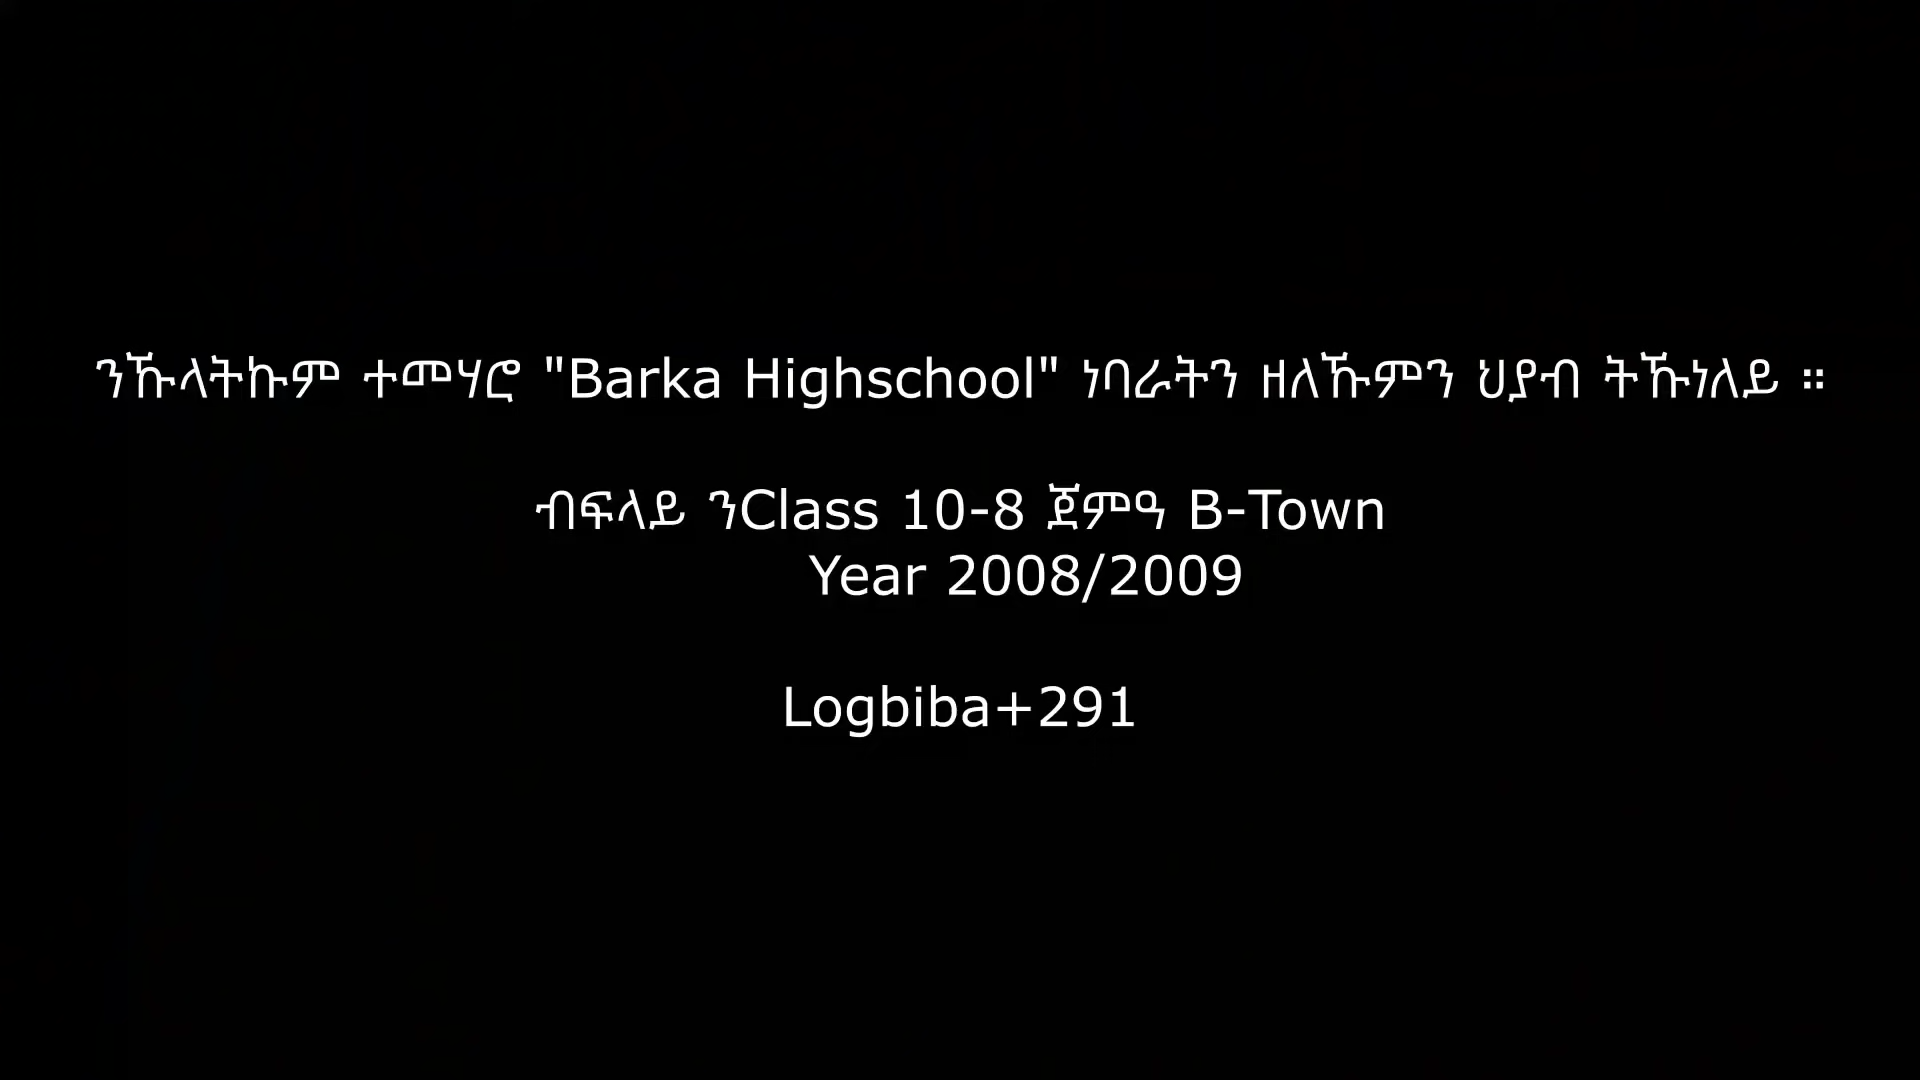 ንኹላትኩም ተመሃሮ "Barka Highschool" ነባራትን ዘለኹምን ህያብ ትኹነለይ ።
ብፍላይ ንClass 10-8 ጀምዓ B-Town
Year 2008/2009
Logbiba+291